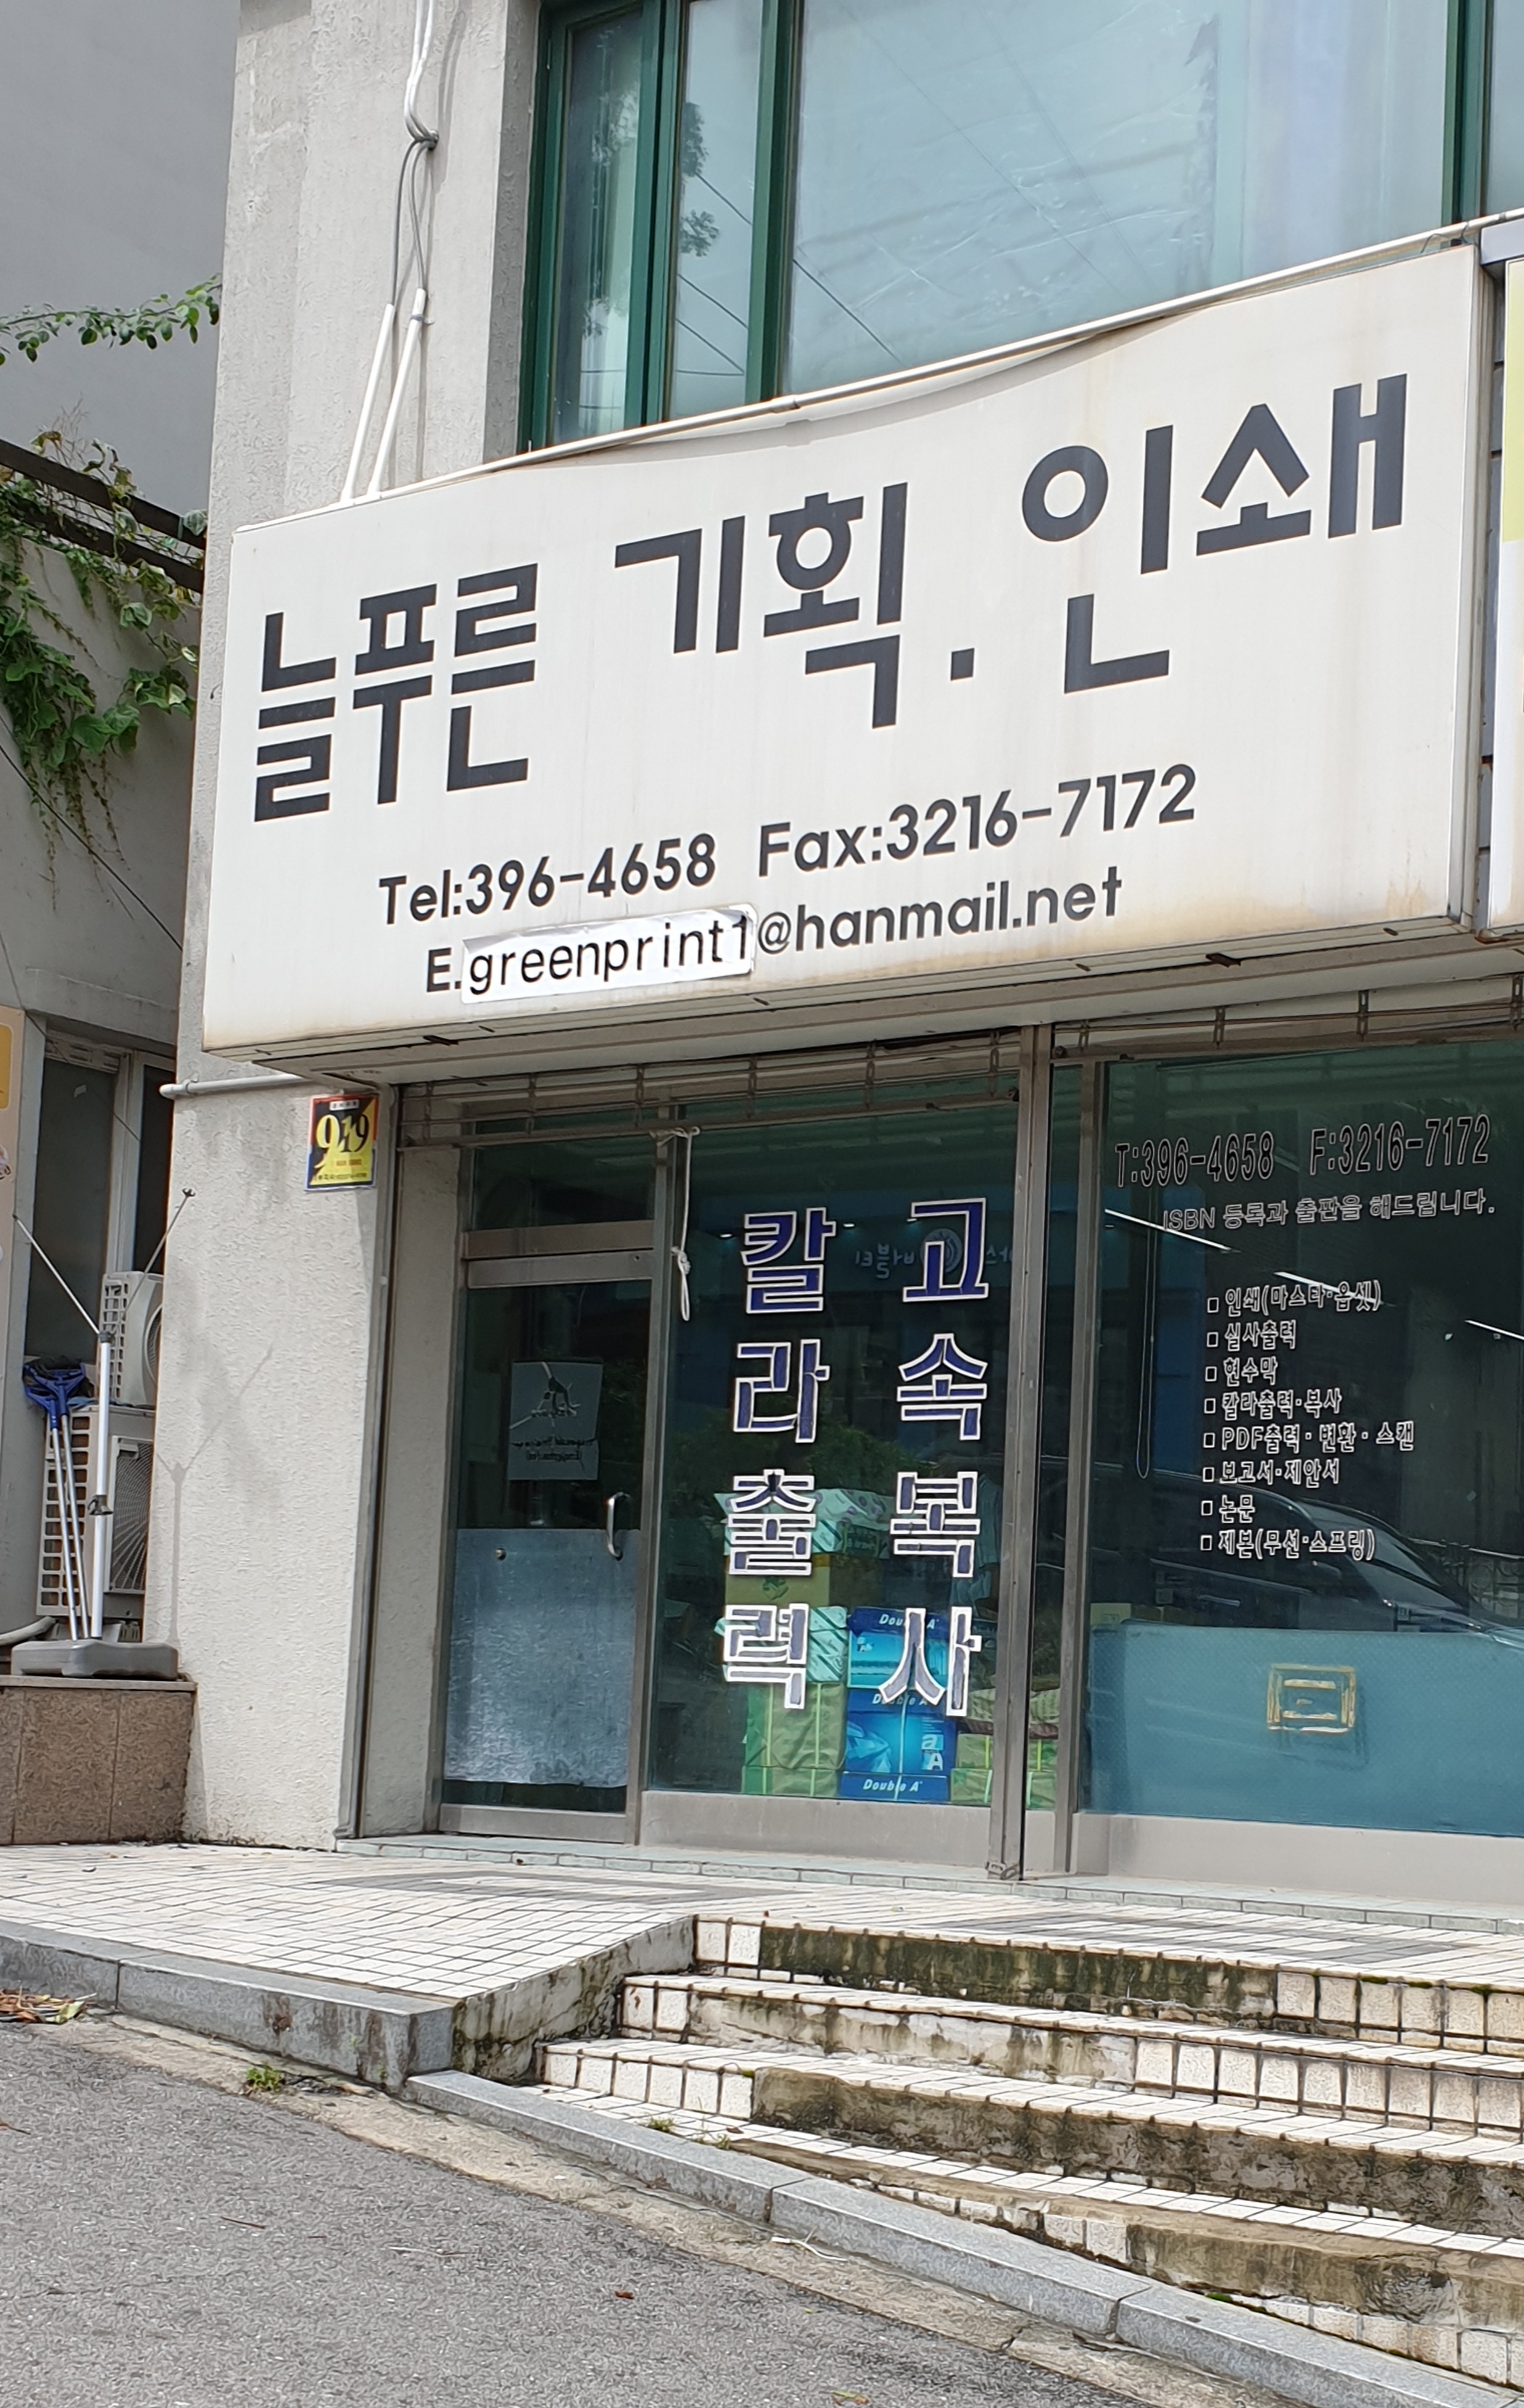 늘푸른 기획. 인쇄
Tel:396-4658 Fax:3216-7172
E.greenprint1@hanmail.net
919
T:396-4658 F:3216-7172
ISBN 등록과 출판을 해드립니다.
칼라출력
고속복사
인쇄(마스타·옵셋)
실사출력
현수막
칼라출력·복사
PDF출력·변환·스캔
보고서·제안서
논문
제본(무선·스프링)
Double A
Double A
Double A